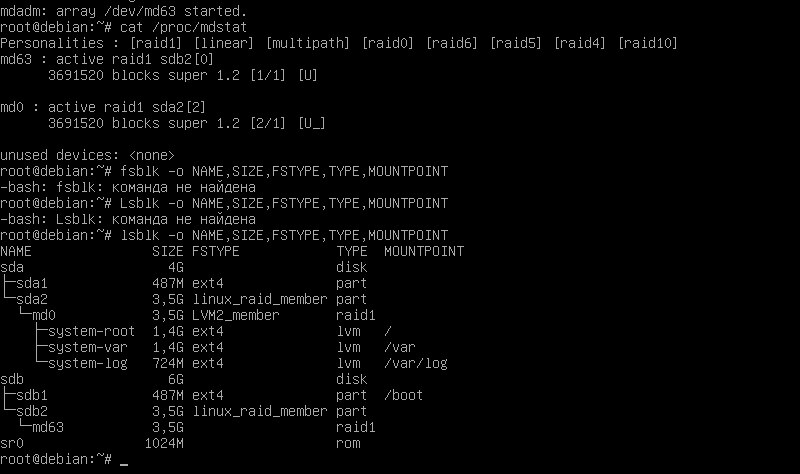 mdadm: array /dev/md63 started.
root@debian:~# cat /proc/mdstat
Personalities : [raid1] [linear] [multipath] [raid0] [raid6] [raid5] [raid4] [raid10]
md63 : active raid1 sdb2[0]
      3691520 blocks super 1.2 [1/1] [U]

md0 : active raid1 sda2[2]
      3691520 blocks super 1.2 [2/1] [U_]

unused devices: <none>
root@debian:~# fsblk -o NAME,SIZE,FSTYPE,TYPE,MOUNTPOINT
-bash: fsblk: команда не найдена
root@debian:~# Lsblk -o NAME,SIZE,FSTYPE,TYPE,MOUNTPOINT
-bash: Lsblk: команда не найдена
root@debian:~# lsblk -o NAME,SIZE,FSTYPE,TYPE,MOUNTPOINT
NAME               SIZE FSTYPE            TYPE  MOUNTPOINT
sda                  4G                   disk
├─sda1             487M ext4              part
└─sda2             3,5G linux_raid_member part
  └─md0            3,5G LVM2_member       raid1
    ├─system-root  1,4G ext4              lvm   /
    ├─system-var   1,4G ext4              lvm   /var
    └─system-log   724M ext4              lvm   /var/log
sdb                  6G                   disk
├─sdb1             487M ext4              part  /boot
└─sdb2             3,5G linux_raid_member part
  └─md63           3,5G                   raid1
sr0               1024M                   rom
root@debian:~# _